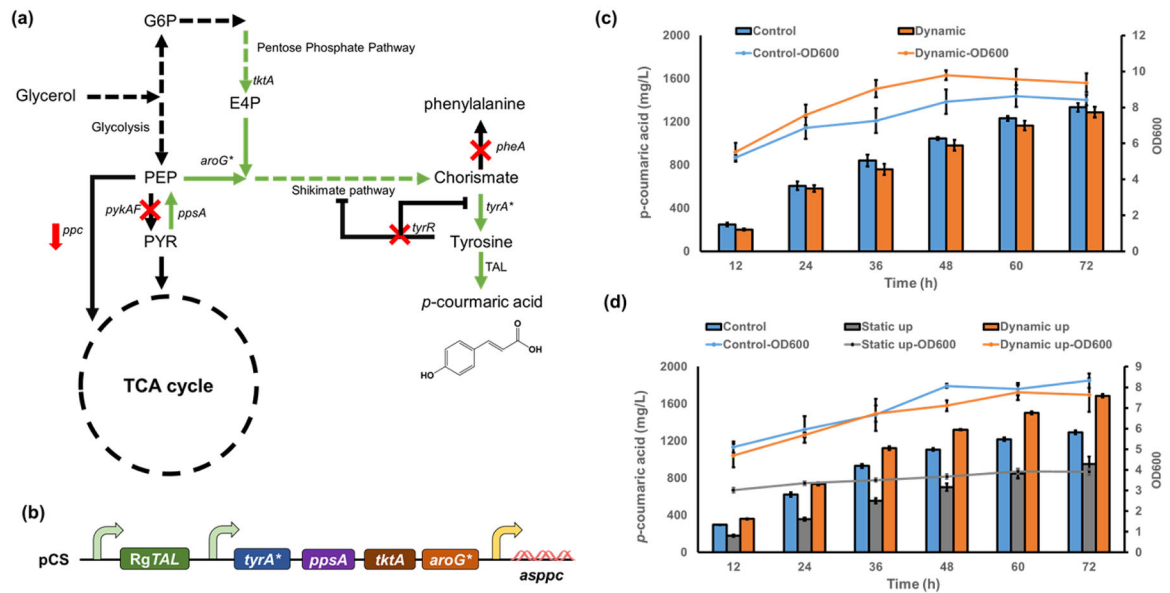 (a)
G6P
Pentose Phosphate Pathway
tktA
Glycerol
E4P
Glycolysis
phenylalanine
pheA
aroG*
PEP
Chorismate
Shikimate pathway
pykAF
ppsA
tyrA*
ppc
tyrR
PYR
Tyrosine
TAL
p-courmaric acid
O
OH
HO
TCA cycle
(b)
pCS
RgTAL
tyrA*
ppsA
tktA
aroG*
asppc
(c)
Control
Dynamic
Control-OD600
Dynamic-OD600
p-coumaric acid (mg/L)
2000
1600
1200
800
400
0
12
10
8
6
4
2
0
OD600
12 24 36 48 60 72
Time (h)
(d)
Control
Static up
Dynamic up
Control-OD600
Static up-OD600
Dynamic up-OD600
p-coumaric acid (mg/L)
2000
1600
1200
800
400
0
9
8
7
6
5
4
3
2
1
0
OD600
12 24 36 48 60 72
Time (h)